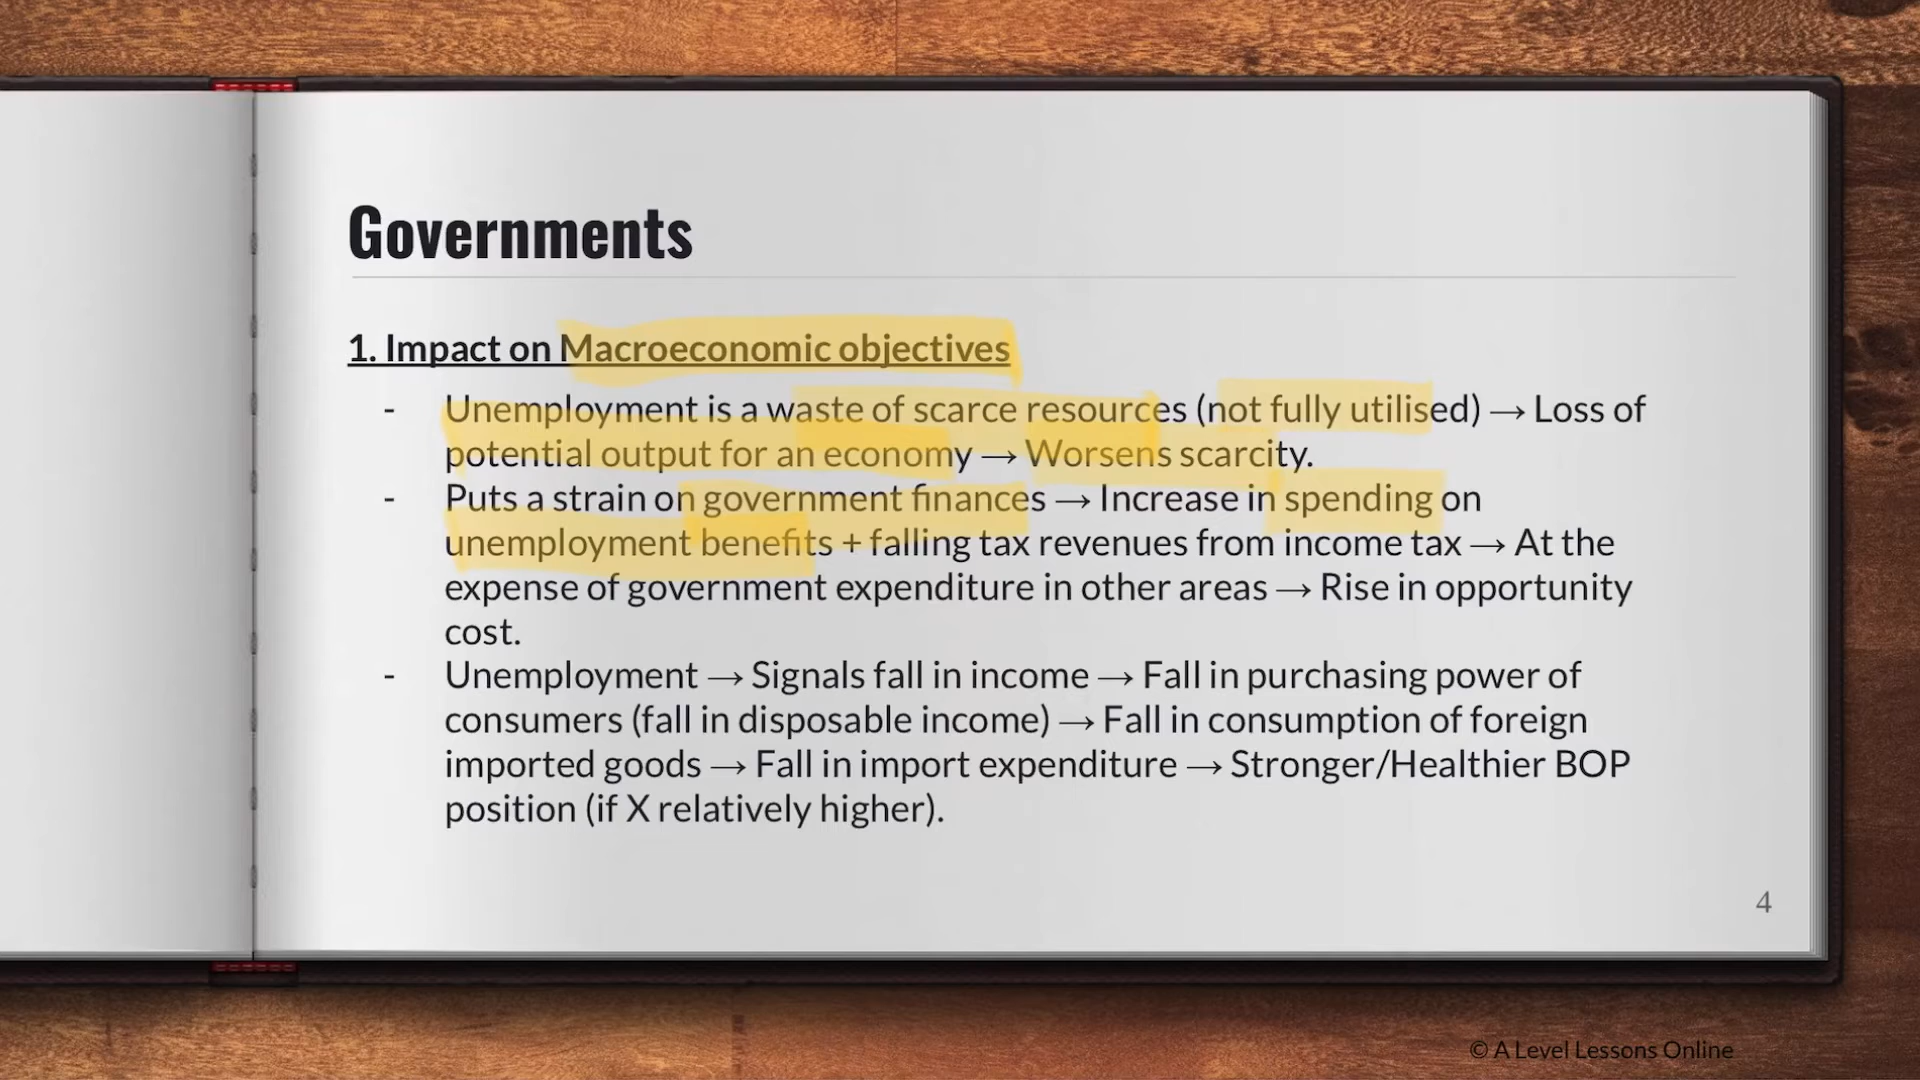 Governments
1. Impact on Macroeconomic objectives
- Unemployment is a waste of scarce resources (not fully utilised) → Loss of
potential output for an economy → Worsens scarcity.
- Puts a strain on government finances → Increase in spending on
unemployment benefits + falling tax revenues from income tax → At the
expense of government expenditure in other areas → Rise in opportunity
cost.
- Unemployment → Signals fall in income → Fall in purchasing power of
consumers (fall in disposable income) → Fall in consumption of foreign
imported goods → Fall in import expenditure → Stronger/Healthier BOP
position (if X relatively higher).
4
© A Level Lessons Online